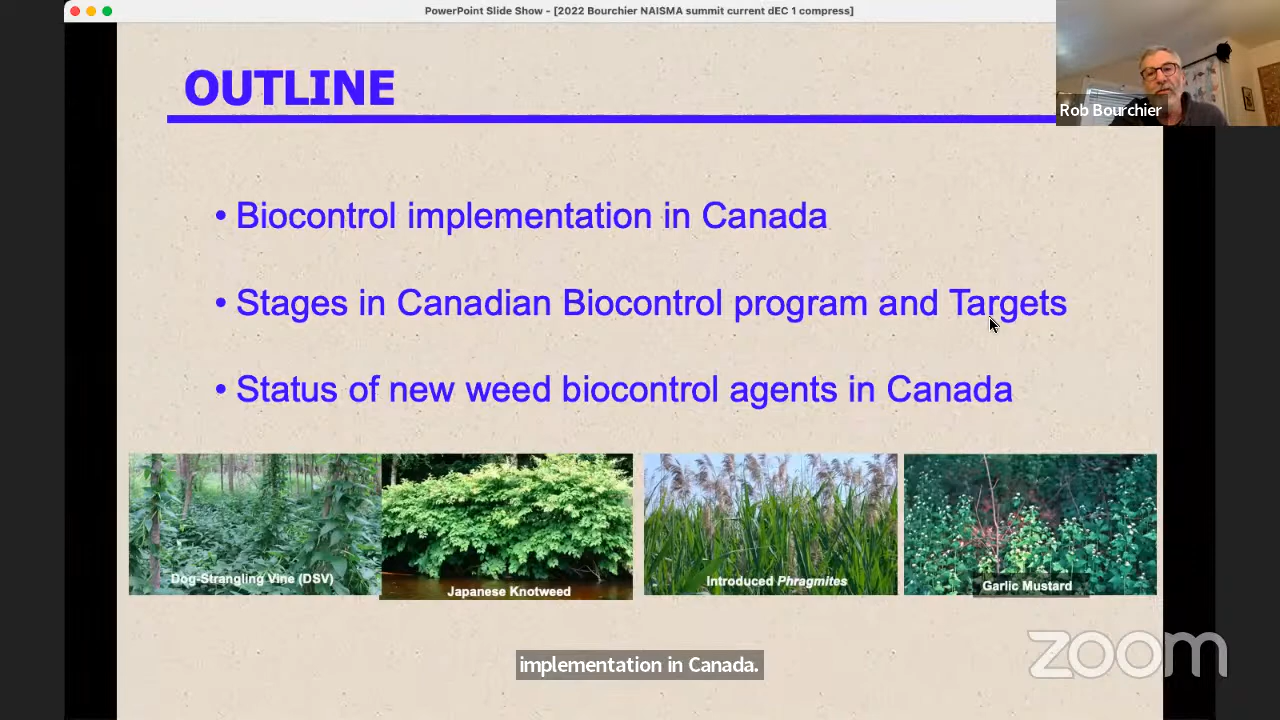 PowerPoint Slide Show - [2022 Bourchier NAISMA summit current dEC 1 compress]
OUTLINE
Rob Bourchier
• Biocontrol implementation in Canada
• Stages in Canadian Biocontrol program and Targets
• Status of new weed biocontrol agents in Canada
Dog-Strangling Vine (DSV)
Japanese Knotweed
Introduced Phragmites
Garlic Mustard
implementation in Canada.
zoom